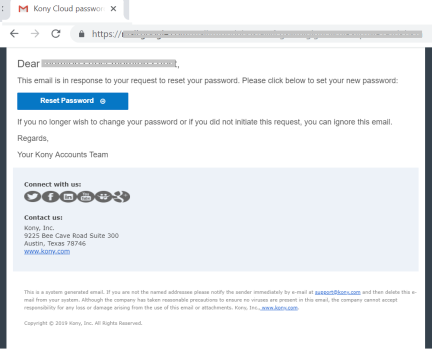 Kony Cloud passwor
https://
Dear
This email is in response to your request to reset your password. Please click below to set your new password:
Reset Password
If you no longer wish to change your password or if you did not initiate this request, you can ignore this email.
Regards,
Your Kony Accounts Team
Connect with us:
Contact us:
Kony, Inc.
9225 Bee Cave Road Suite 300
Austin, Texas 78746
www.kony.com
This is a system generated email. If you are not the named addressee please notify the sender immediately by e-mail at support@kony.com and then delete this e-
mail from your system. Although the company has taken reasonable precautions to ensure no viruses are present in this email, the company cannot accept
responsibility for any loss or damage arising from the use of this email or attachments. Kony, Inc., www.kony.com.
Copyright © 2019 Kony, Inc. All Rights Reserved.